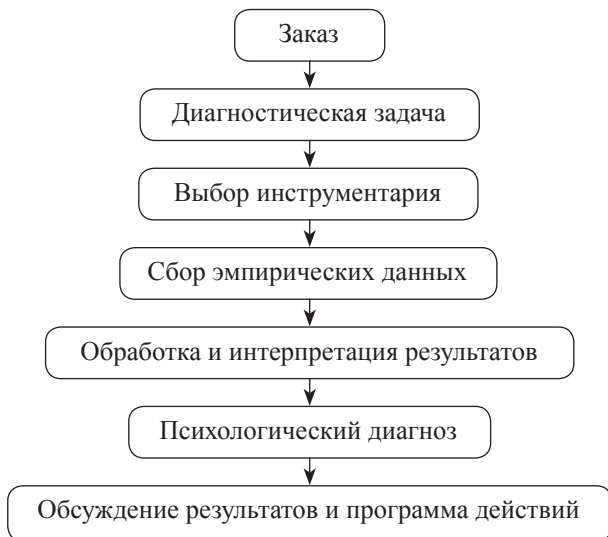 Заказ
Диагностическая задача
Выбор инструментария
Сбор эмпирических данных
Обработка и интерпретация результатов
Психологический диагноз
Обсуждение результатов и программа действий